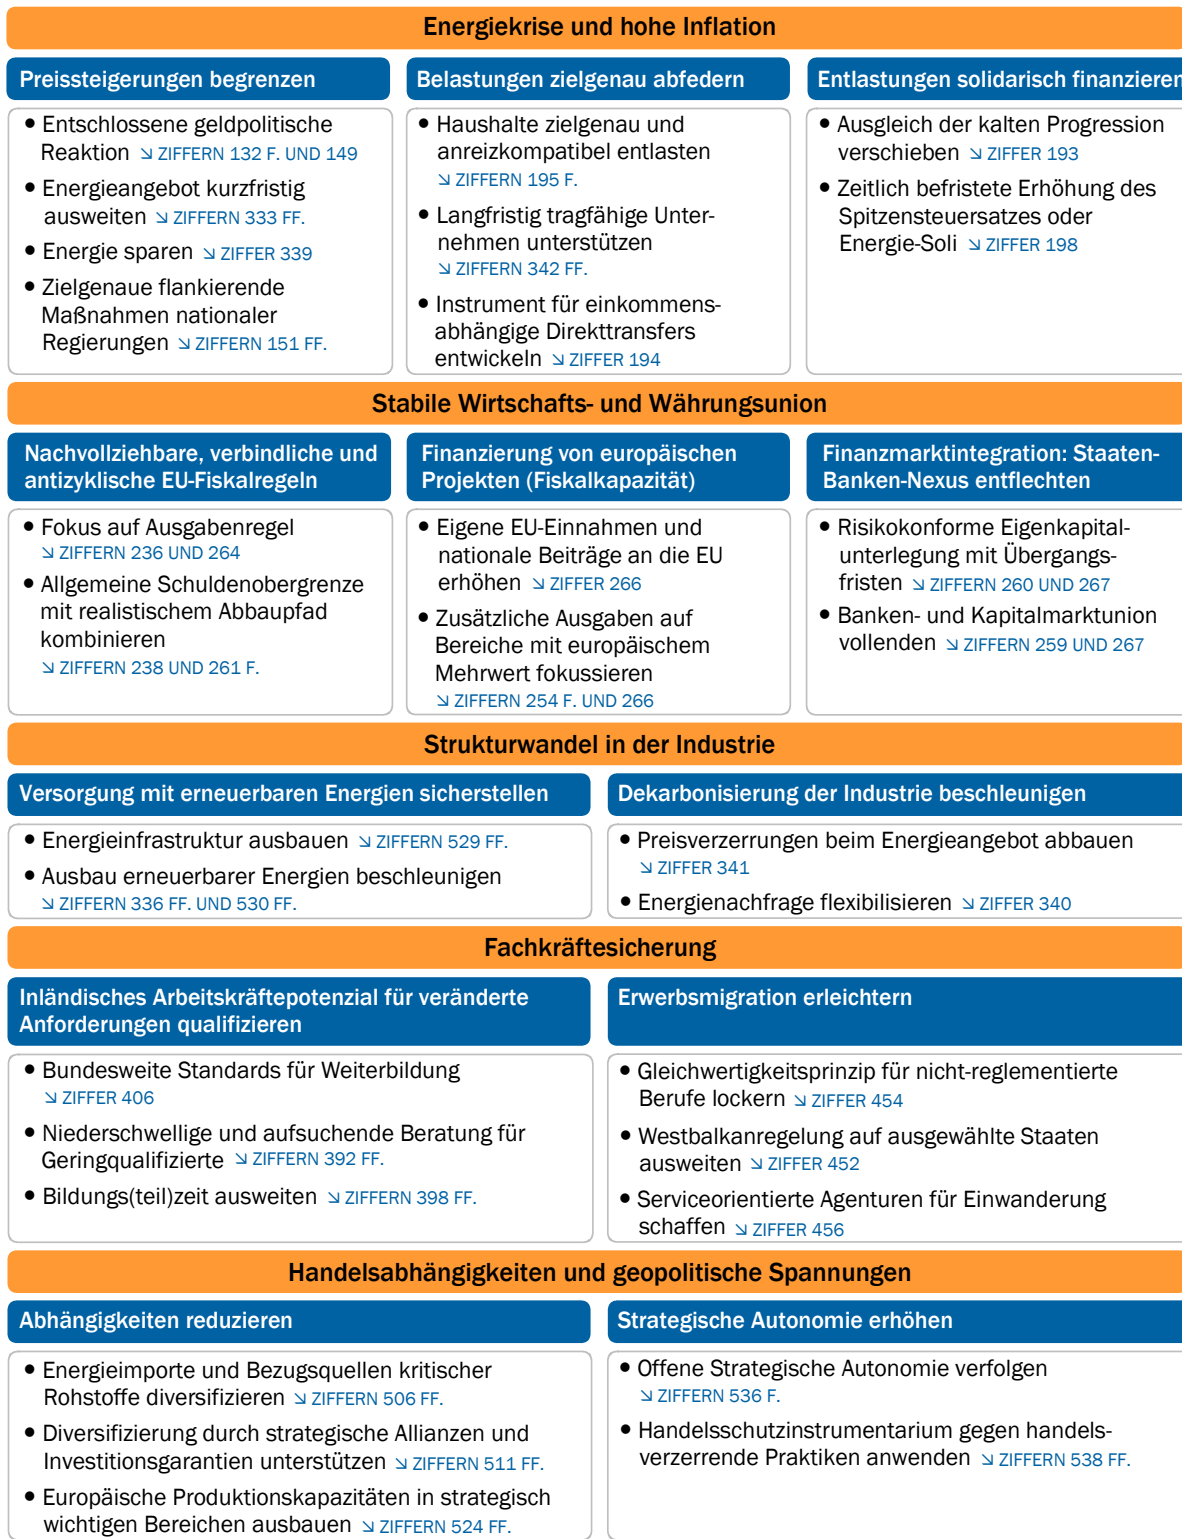 Energiekrise und hohe Inflation
Preissteigerungen begrenzen
• Entschlossene geldpolitische
Reaktion ↘ ZIFFERN 132 F. UND 149
• Energieangebot kurzfristig
ausweiten ↘ ZIFFERN 333 FF.
• Energie sparen ↘ ZIFFER 339
• Zielgenaue flankierende
Maßnahmen nationaler
Regierungen ↘ ZIFFERN 151 FF.
Belastungen zielgenau abfedern
• Haushalte zielgenau und
anreizkompatibel entlasten
↘ ZIFFERN 195 F.
• Langfristig tragfähige Unter-
nehmen unterstützen
↘ ZIFFERN 342 FF.
• Instrument für einkommens-
abhängige Direkttransfers
entwickeln ↘ ZIFFER 194
Entlastungen solidarisch finanzieren
• Ausgleich der kalten Progression
verschieben ↘ ZIFFER 193
• Zeitlich befristete Erhöhung des
Spitzensteuersatzes oder
Energie-Soli ↘ ZIFFER 198
Stabile Wirtschafts- und Währungsunion
Nachvollziehbare, verbindliche und
antizyklische EU-Fiskalregeln
• Fokus auf Ausgabenregel
↘ ZIFFERN 236 UND 264
• Allgemeine Schuldenobergrenze
mit realistischem Abbaupfad
kombinieren
↘ ZIFFERN 238 UND 261 F.
Finanzierung von europäischen
Projekten (Fiskalkapazität)
• Eigene EU-Einnahmen und
nationale Beiträge an die EU
erhöhen ↘ ZIFFER 266
• Zusätzliche Ausgaben auf
Bereiche mit europäischem
Mehrwert fokussieren
↘ ZIFFERN 254 F. UND 266
Finanzmarktintegration: Staaten-
Banken-Nexus entflechten
• Risikokonforme Eigenkapital-
unterlegung mit Übergangs-
fristen ↘ ZIFFERN 260 UND 267
• Banken- und Kapitalmarktunion
vollenden ↘ ZIFFERN 259 UND 267
Strukturwandel in der Industrie
Versorgung mit erneuerbaren Energien sicherstellen
• Energieinfrastruktur ausbauen ↘ ZIFFERN 529 FF.
• Ausbau erneuerbarer Energien beschleunigen
↘ ZIFFERN 336 FF. UND 530 FF.
Dekarbonisierung der Industrie beschleunigen
• Preisverzerrungen beim Energieangebot abbauen
↘ ZIFFER 341
• Energienachfrage flexibilisieren ↘ ZIFFER 340
Fachkräftesicherung
Inländisches Arbeitskräftepotenzial für veränderte
Anforderungen qualifizieren
• Bundesweite Standards für Weiterbildung
↘ ZIFFER 406
• Niederschwellige und aufsuchende Beratung für
Geringqualifizierte ↘ ZIFFERN 392 FF.
• Bildungs(teil)zeit ausweiten ↘ ZIFFERN 398 FF.
Erwerbsmigration erleichtern
• Gleichwertigkeitsprinzip für nicht-reglementierte
Berufe lockern ↘ ZIFFER 454
• Westbalkanregelung auf ausgewählte Staaten
ausweiten ↘ ZIFFER 452
• Serviceorientierte Agenturen für Einwanderung
schaffen ↘ ZIFFER 456
Handelsabhängigkeiten und geopolitische Spannungen
Abhängigkeiten reduzieren
• Energieimporte und Bezugsquellen kritischer
Rohstoffe diversifizieren ↘ ZIFFERN 506 FF.
• Diversifizierung durch strategische Allianzen und
Investitionsgarantien unterstützen ↘ ZIFFERN 511 FF.
• Europäische Produktionskapazitäten in strategisch
wichtigen Bereichen ausbauen ↘ ZIFFERN 524 FF.
Strategische Autonomie erhöhen
• Offene Strategische Autonomie verfolgen
↘ ZIFFERN 536 F.
• Handelsschutzinstrumentarium gegen handels-
verzerrende Praktiken anwenden ↘ ZIFFERN 538 FF.